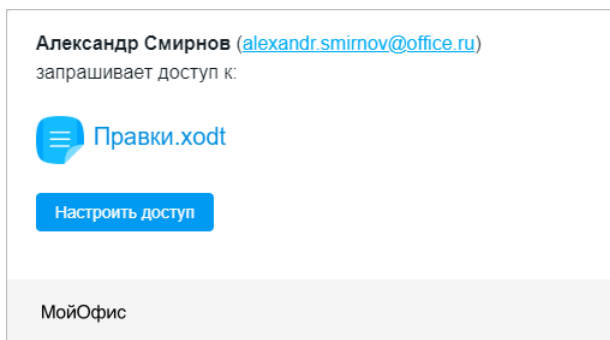 Александр Смирнов (alexandr.smirnov@office.ru)
запрашивает доступ к:
Правки.xodt
Настроить доступ
МойОфис